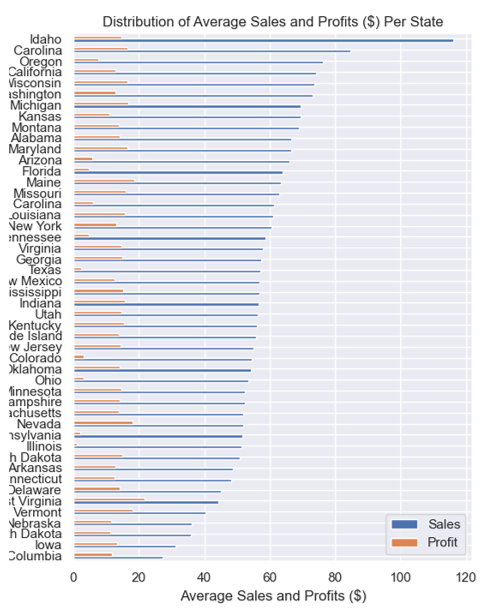 Distribution of Average Sales and Profits ($) Per State
Idaho
Carolina
Oregon
California
Wisconsin
ashington
Michigan
Kansas
Montana
Alabama
Maryland
Arizona
Florida
Maine
Missouri
Carolina
Louisiana
New York
ennessee
Virginia
Georgia
Texas
w Mexico
ississippi
Indiana
Utah
Kentucky
de Island
w Jersey
Colorado
Oklahoma
Ohio
Minnesota
ampshire
achusetts
Nevada
nsylvania
Illinois
h Dakota
Arkansas
nnecticut
Delaware
st Virginia
Vermont
Nebraska
h Dakota
Iowa
Columbia
Sales
Profit
0 20 40 60 80 100 120
Average Sales and Profits ($)